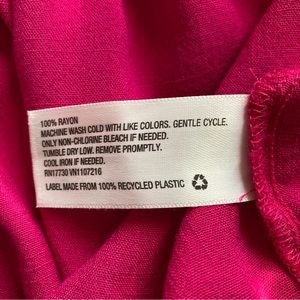 100% RAYON
MACHINE WASH COLD WITH LIKE COLORS. GENTLE CYCLE.
ONLY NON-CHLORINE BLEACH IF NEEDED.
TUMBLE DRY LOW. REMOVE PROMPTLY.
COOL IRON IF NEEDED.
RN17730 VN1107216
LABEL MADE FROM 100% RECYCLED PLASTIC